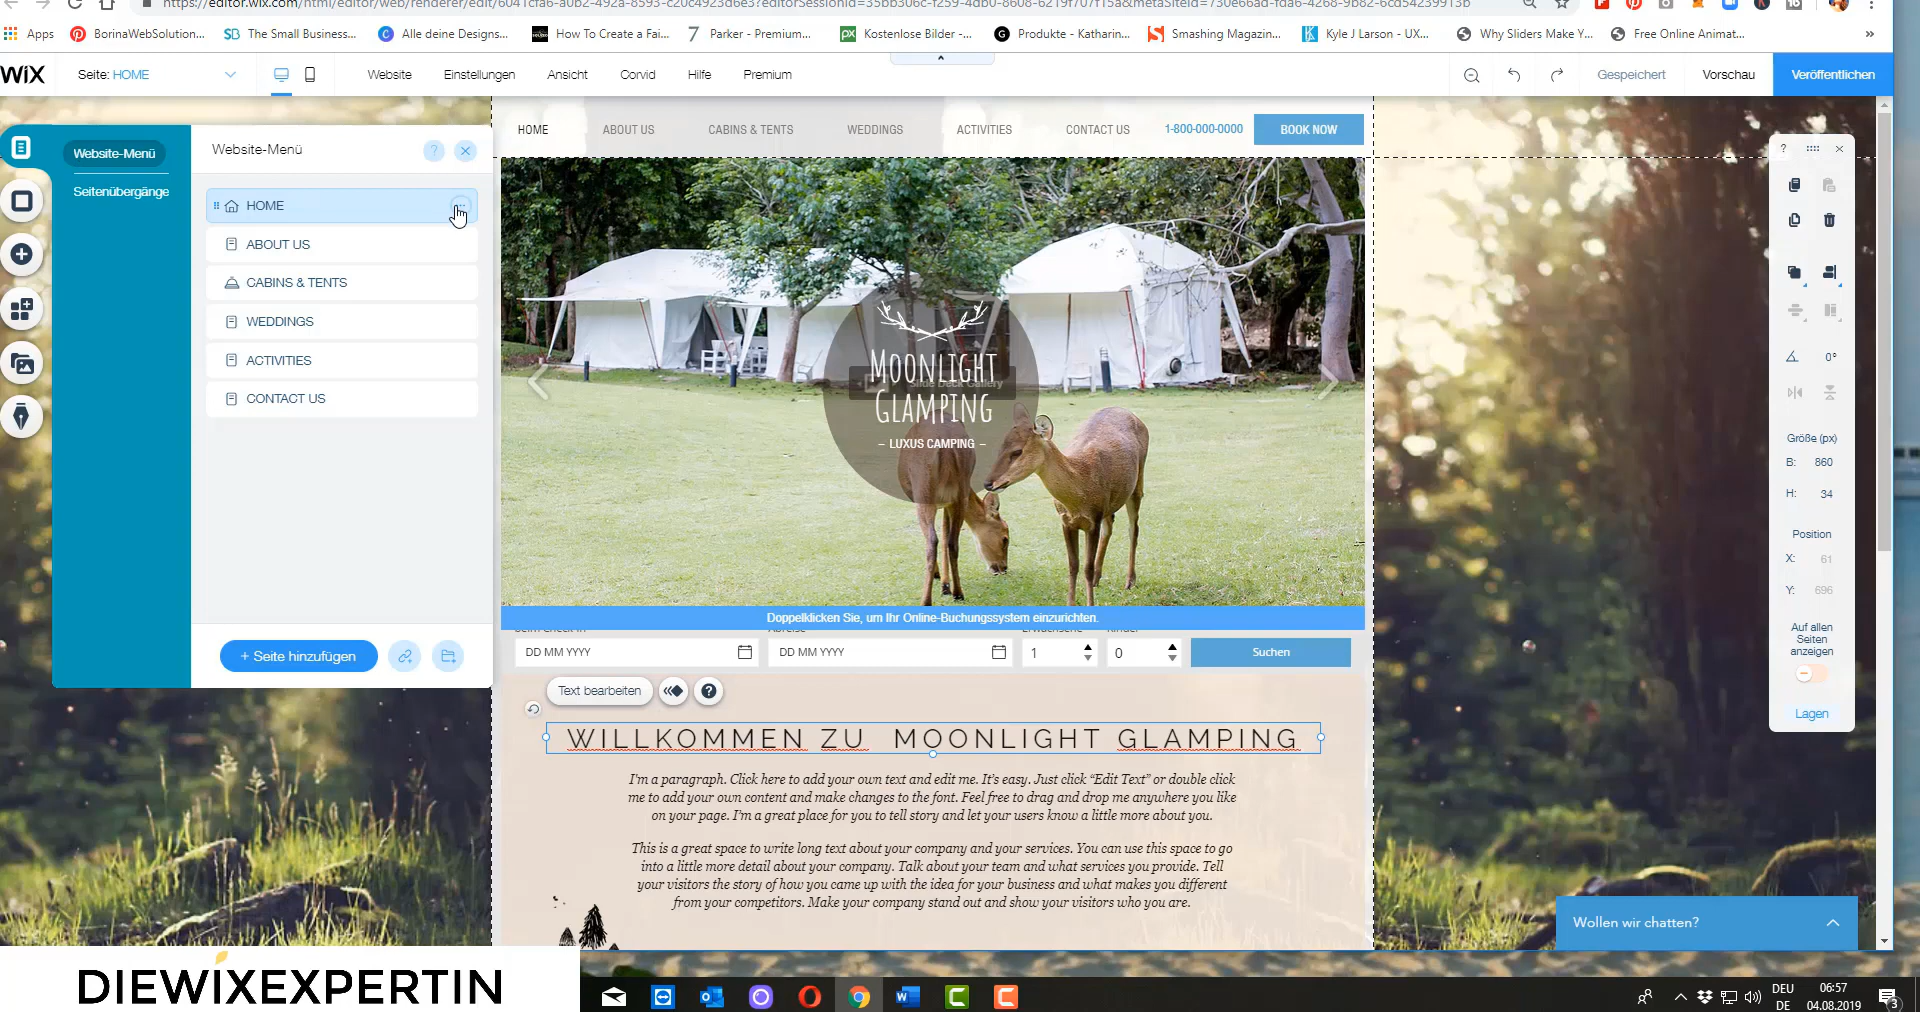 Apps
BorinaWebSolution...
The Small Business...
Alle deine Designs...
How To Create a Fai...
Parker - Premium...
Kostenlose Bilder -...
Produkte - Katharin...
Smashing Magazin...
Kyle J Larson - UX...
Why Sliders Make Y...
Free Online Animat...
»
WiX
Seite: HOME
Website
Einstellungen
Ansicht
Corvid
Hilfe
Premium
Gespeichert
Vorschau
Veröffentlichen
Website-Menü
Seitenübergänge
Website-Menü
?
HOME
ABOUT US
CABINS & TENTS
WEDDINGS
ACTIVITIES
CONTACT US
+ Seite hinzufügen
HOME
ABOUT US
CABINS & TENTS
WEDDINGS
ACTIVITIES
CONTACT US
1-800-000-0000
BOOK NOW
MOONLIGHT
Slide Deck Gallery
GLAMPING
– LUXUS CAMPING –
Doppelklicken Sie, um Ihr Online-Buchungssystem einzurichten.
DD MM YYYY
DD MM YYYY
1
0
Suchen
Text bearbeiten
?
WILLKOMMEN ZU MOONLIGHT GLAMPING
I'm a paragraph. Click here to add your own text and edit me. It's easy. Just click "Edit Text" or double click
me to add your own content and make changes to the font. Feel free to drag and drop me anywhere you like
on your page. I'm a great place for you to tell story and let your users know a little more about you.
This is a great space to write long text about your company and your services. You can use this space to go
into a little more detail about your company. Talk about your team and what services you provide. Tell
your visitors the story of how you came up with the idea for your business and what makes you different
from your competitors. Make your company stand out and show your visitors who you are.
?
0°
Größe (px)
B: 860
H: 34
Position
X: 61
Y: 696
Auf allen
Seiten
anzeigen
Lagen
Wollen wir chatten?
DIEWIXEXPERTIN
DEU
DE
06:57
04.08.2019
3